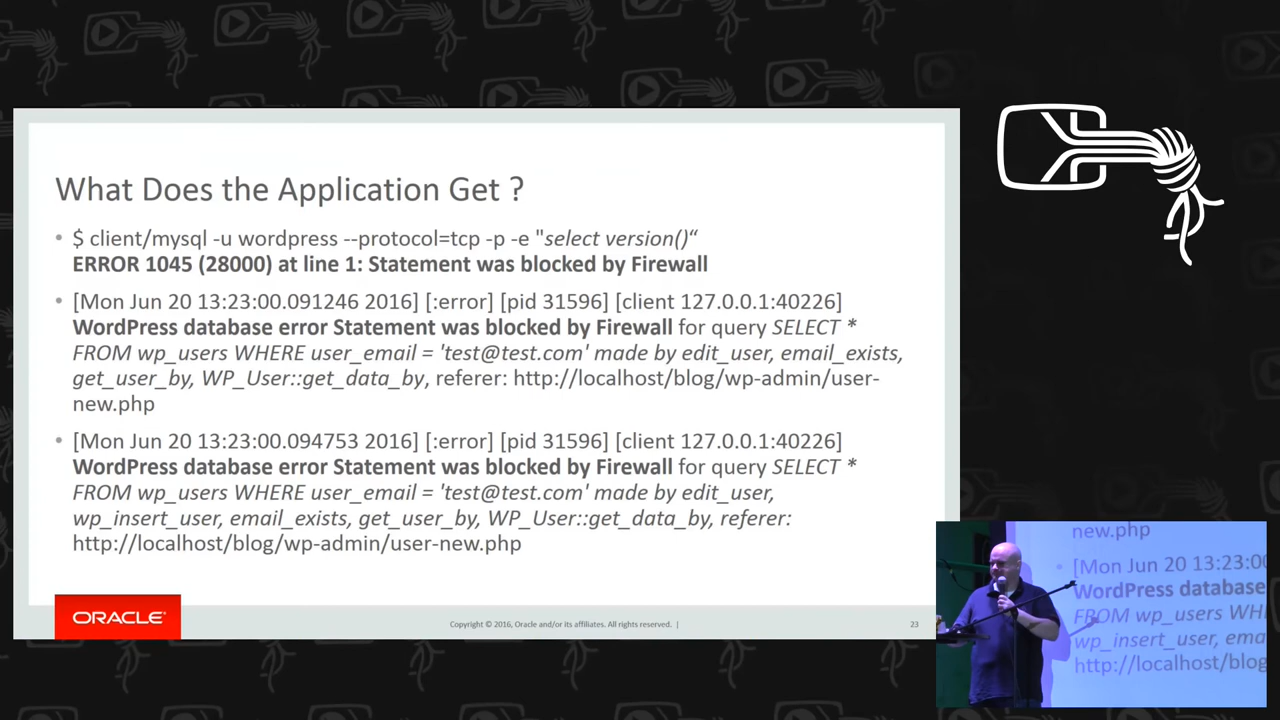 What Does the Application Get ?
• $ client/mysql -u wordpress --protocol=tcp -p -e "select version()“
ERROR 1045 (28000) at line 1: Statement was blocked by Firewall
• [Mon Jun 20 13:23:00.091246 2016] [:error] [pid 31596] [client 127.0.0.1:40226]
WordPress database error Statement was blocked by Firewall for query SELECT *
FROM wp_users WHERE user_email = 'test@test.com' made by edit_user, email_exists,
get_user_by, WP_User::get_data_by, referer: http://localhost/blog/wp-admin/user-
new.php
• [Mon Jun 20 13:23:00.094753 2016] [:error] [pid 31596] [client 127.0.0.1:40226]
WordPress database error Statement was blocked by Firewall for query SELECT *
FROM wp_users WHERE user_email = 'test@test.com' made by edit_user,
wp_insert_user, email_exists, get_user_by, WP_User::get_data_by, referer:
http://localhost/blog/wp-admin/user-new.php
ORACLE
Copyright © 2016, Oracle and/or its affiliates. All rights reserved. |
23
new.php
• [Mon Jun 20 13:23:0
WordPress database
FROM wp_users WH
wp_insert_user, ema
http://localhost/blog